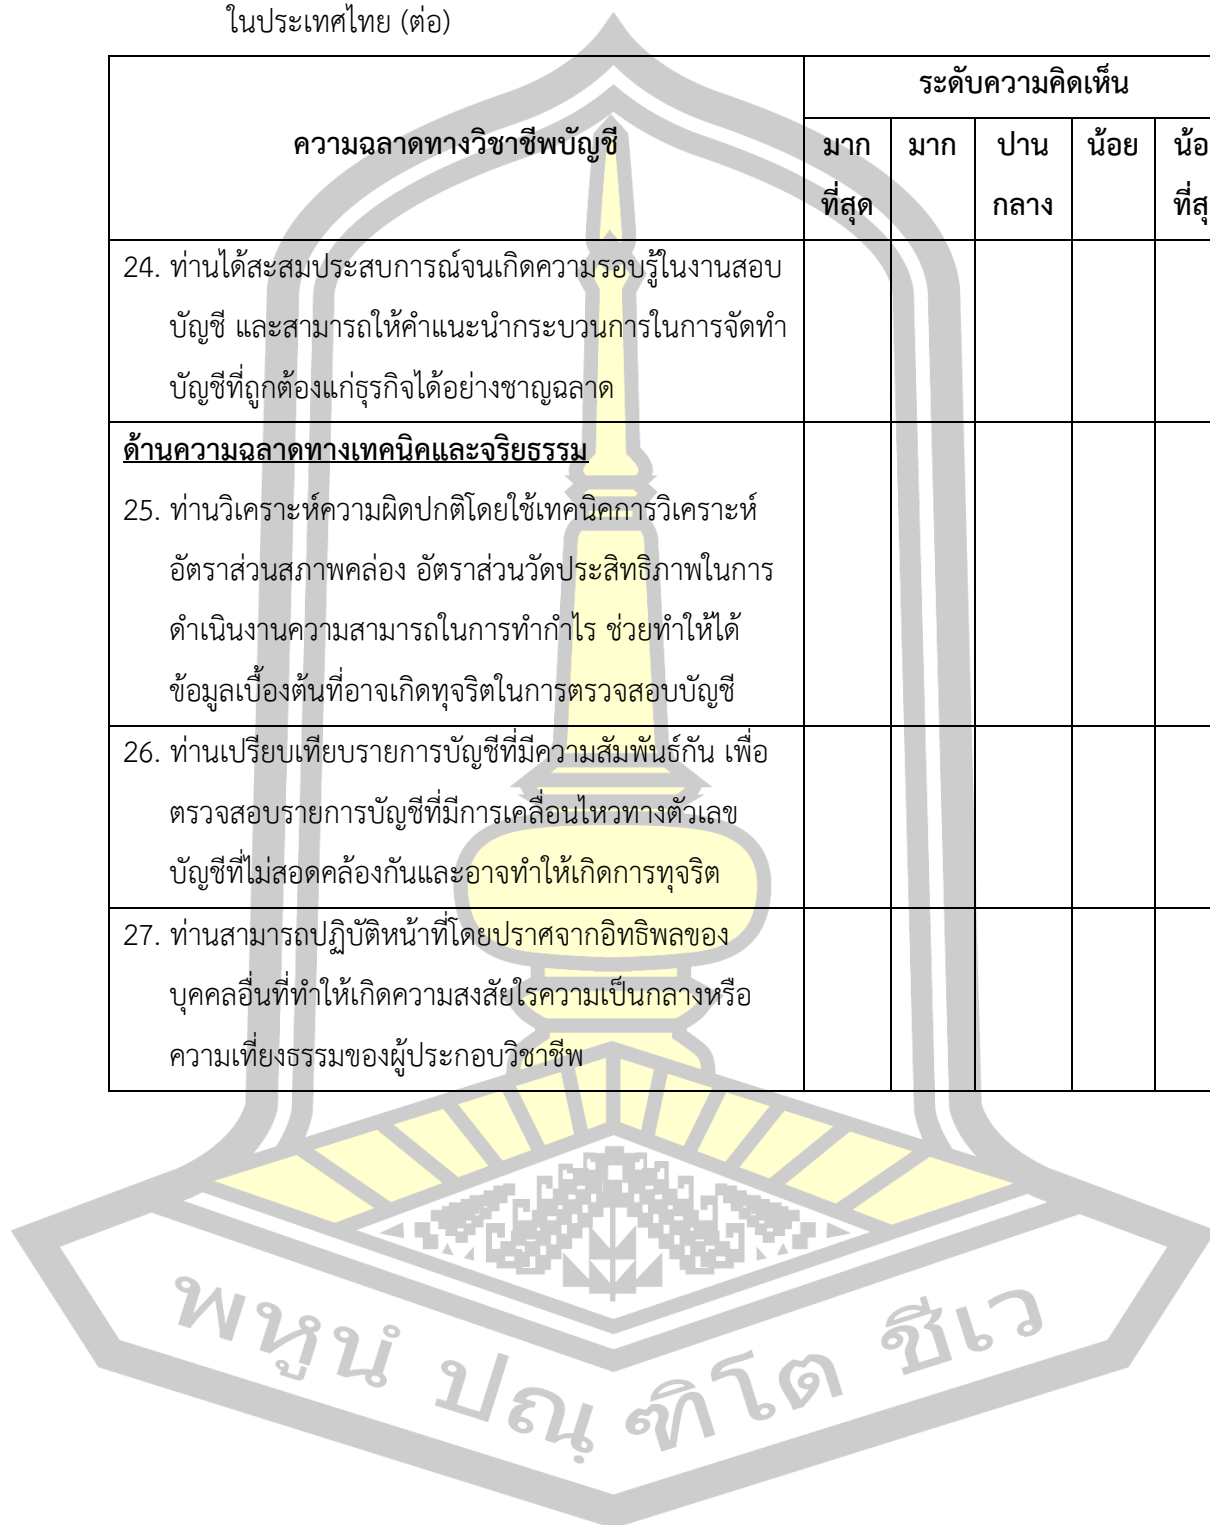 ในประเทศไทย (ต่อ)
ความฉลาดทางวิชาชีพบัญชี
ระดับความคิดเห็น
มาก
ที่สุด
มาก
ปาน
กลาง
น้อย
24. ท่านได้สะสมประสบการณ์จนเกิดความรอบรู้ในงานสอบ
บัญชี และสามารถให้คำแนะนำกระบวนการในการจัดทำ
บัญชีที่ถูกต้องแก่ธุรกิจได้อย่างชาญฉลาด
ด้านความฉลาดทางเทคนิคและจริยธรรม
25. ท่านวิเคราะห์ความผิดปกติโดยใช้เทคนิคการวิเคราะห์
อัตราส่วนสภาพคล่อง อัตราส่วนวัดประสิทธิภาพในการ
ดำเนินงานความสามารถในการทำกำไร ช่วยทำให้ได้
ข้อมูลเบื้องต้นที่อาจเกิดทุจริตในการตรวจสอบบัญชี
26. ท่านเปรียบเทียบรายการบัญชีที่มีความสัมพันธ์กัน เพื่อ
ตรวจสอบรายการบัญชีที่มีการเคลื่อนไหวทางตัวเลข
บัญชีที่ไม่สอดคล้องกันและอาจทำให้เกิดการทุจริต
27. ท่านสามารถปฏิบัติหน้าที่โดยปราศจากอิทธิพลของ
บุคคลอื่นที่ทำให้เกิดความสงสัยใรความเป็นกลางหรือ
ความเที่ยงธรรมของผู้ประกอบวิชาชีพ
พหูนํ ปณฺฑิโต ชีเว